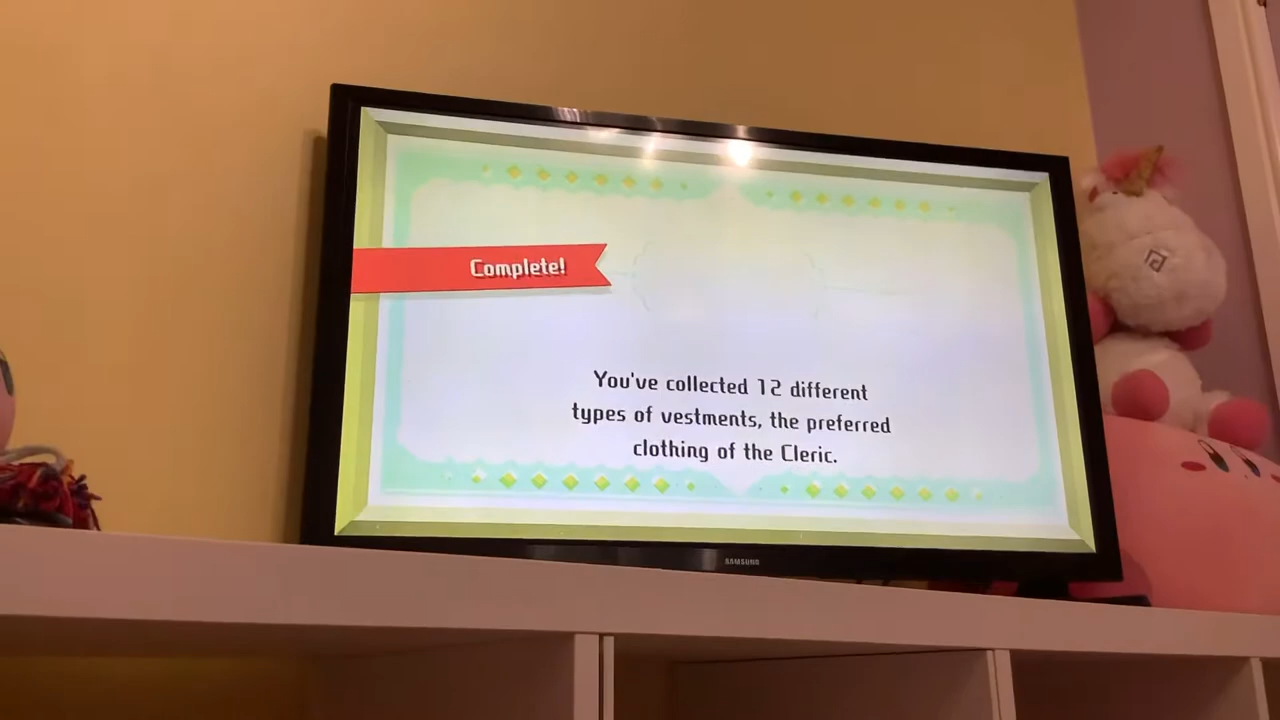 Complete!
You've collected 12 different
types of vestments, the preferred
clothing of the Cleric.
SAMSUNG